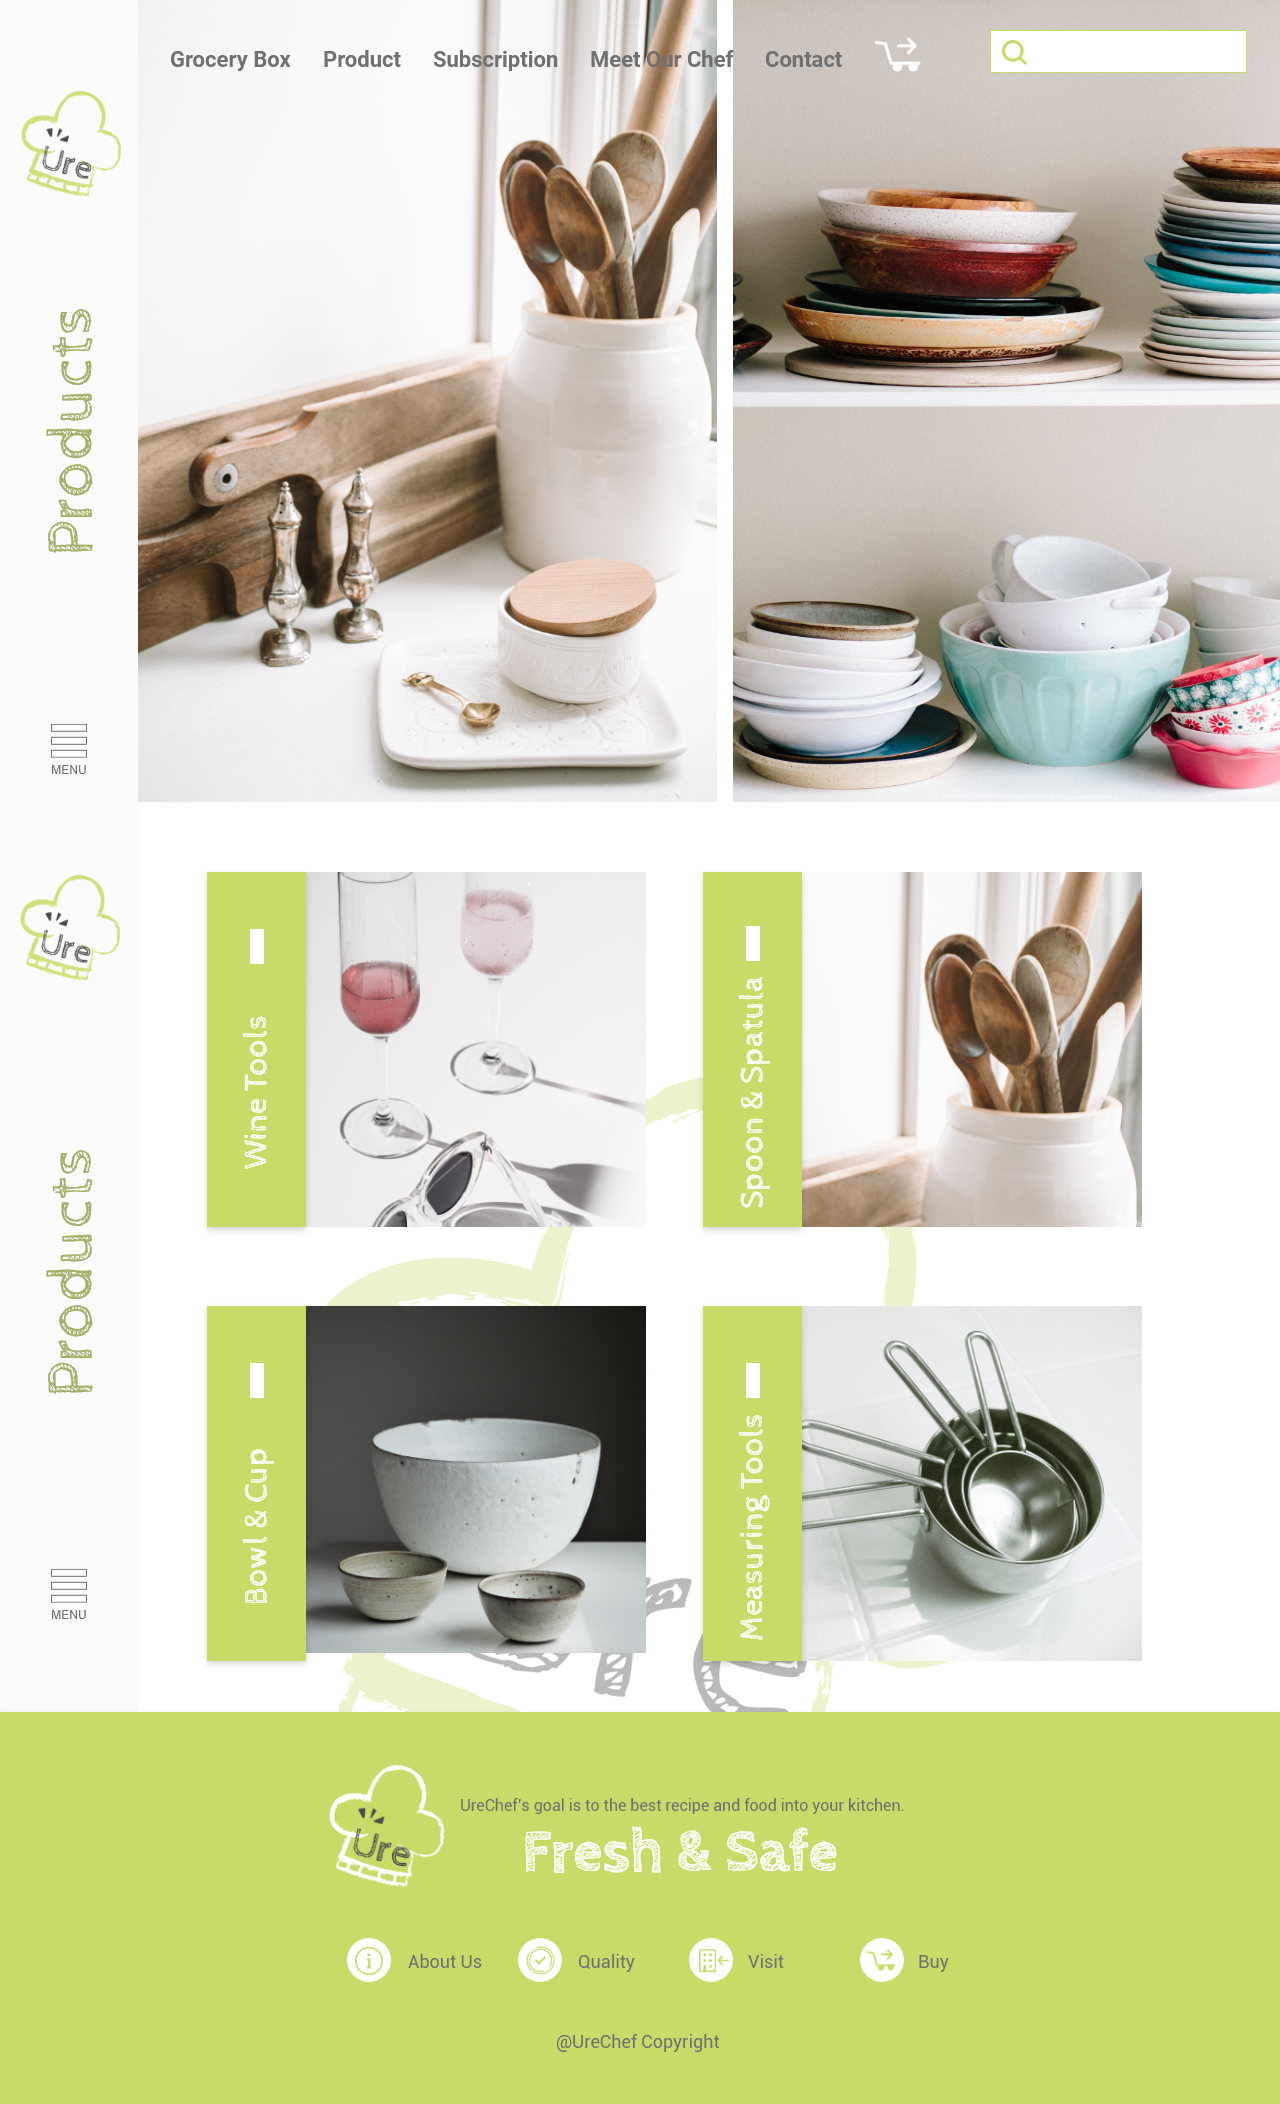 Grocery Box
Product
Subscription
Meet Our Chef
Contact
Ure
Products
MENU
Ure
Products
MENU
Wine Tools
Spoon & Spatula
Bowl & Cup
Measuring Tools
Ure
UreChef's goal is to the best recipe and food into your kitchen.
Fresh & Safe
About Us
Quality
Visit
Buy
@UreChef Copyright